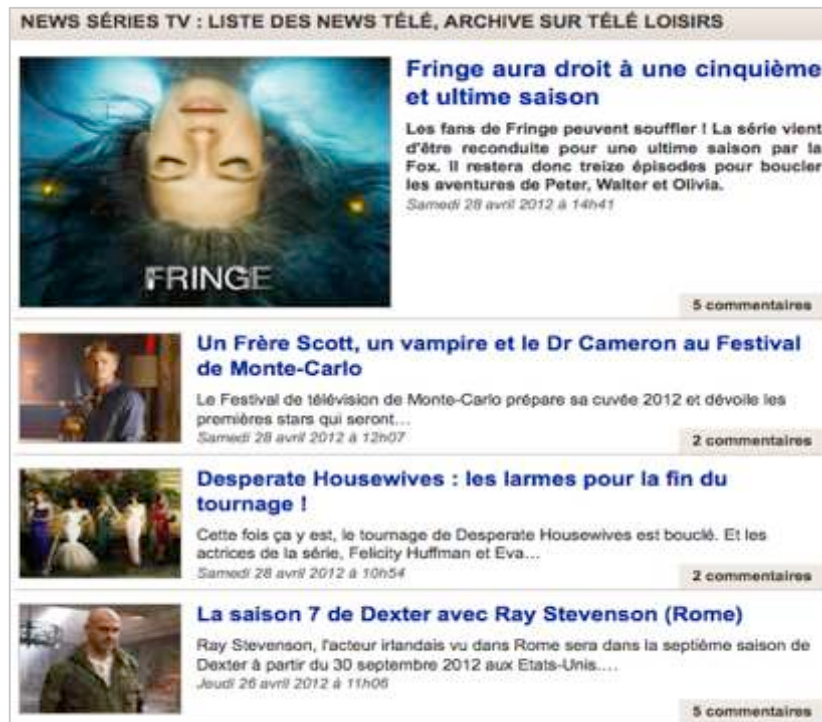 NEWS SÉRIES TV : LISTE DES NEWS TÉLÉ, ARCHIVE SUR TÉLÉ LOISIRS
FRINGE
Fringe aura droit à une cinquième
et ultime saison
Les fans de Fringe peuvent souffler ! La série vient
d'être reconduite pour une ultime saison par la
Fox. Il restera donc treize épisodes pour boucler
les aventures de Peter, Walter et Olivia.
Samedi 28 avril 2012 à 14h41
5 commentaires
Un Frère Scott, un vampire et le Dr Cameron au Festival
de Monte-Carlo
Le Festival de télévision de Monte-Carlo prépare sa cuvée 2012 et dévoile les
premières stars qui seront…
Samedi 28 avril 2012 à 12h07
2 commentaires
Desperate Housewives : les larmes pour la fin du
tournage !
Cette fois ça y est, le tournage de Desperate Housewives est bouclé. Et les
actrices de la série, Felicity Huffman et Eva…
Samedi 28 avril 2012 à 10h54
2 commentaires
La saison 7 de Dexter avec Ray Stevenson (Rome)
Ray Stevenson, l'acteur irlandais vu dans Rome sera dans la septième saison de
Dexter à partir du 30 septembre 2012 aux Etats-Unis.…
Jeudi 26 avril 2012 à 11h06
5 commentaires